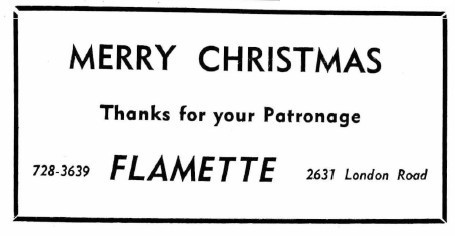 MERRY CHRISTMAS
Thanks for your Patronage
728-3639 FLAMETTE 2631 London Road